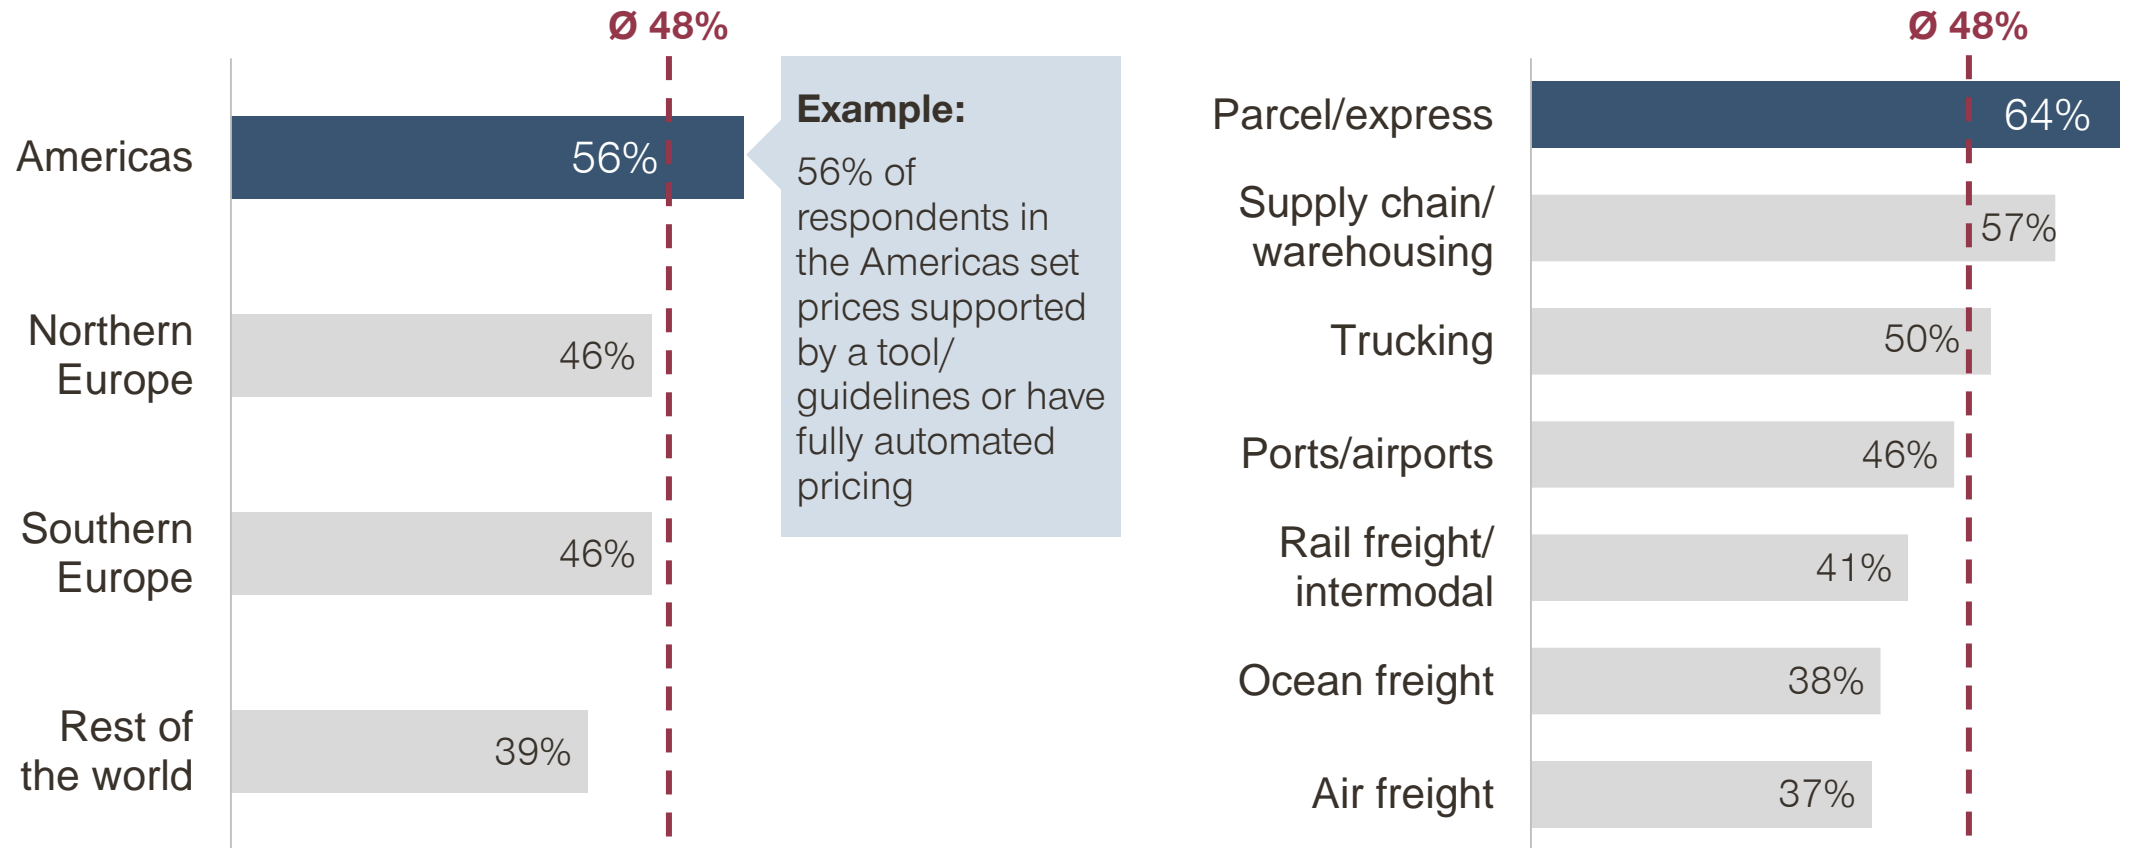 Ø 48%
Americas
56%
Northern
Europe
46%
Southern
Europe
46%
Rest of
the world
39%
Example:
56% of
respondents in
the Americas set
prices supported
by a tool/
guidelines or have
fully automated
pricing
Ø 48%
Parcel/express
64%
Supply chain/
warehousing
57%
Trucking
50%
Ports/airports
46%
Rail freight/
intermodal
41%
Ocean freight
38%
Air freight
37%